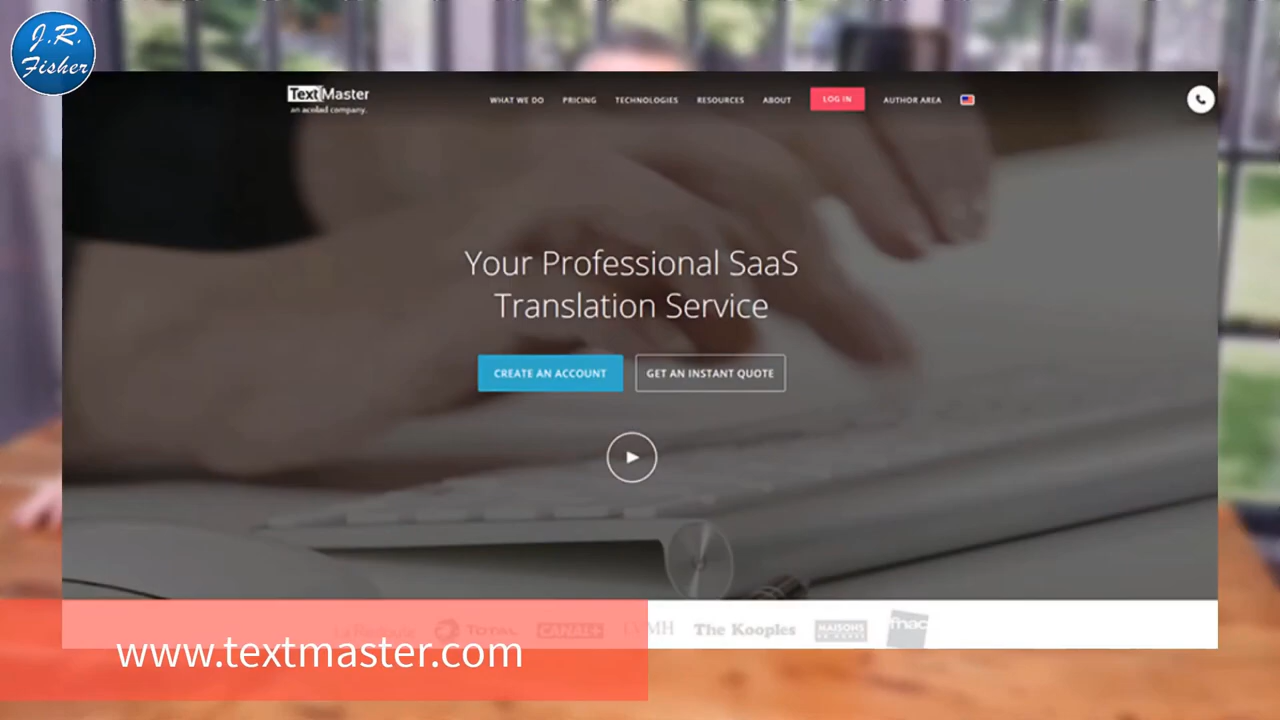 J.R.
Fisher
TextMaster
an acolad company.
WHAT WE DO PRICING TECHNOLOGIES RESOURCES ABOUT LOG IN AUTHOR AREA
Your Professional SaaS
Translation Service
CREATE AN ACCOUNT GET AN INSTANT QUOTE
TOTAL CANAL+ LVMH The Kooples MAISONS DU MONDE fnac
www.textmaster.com